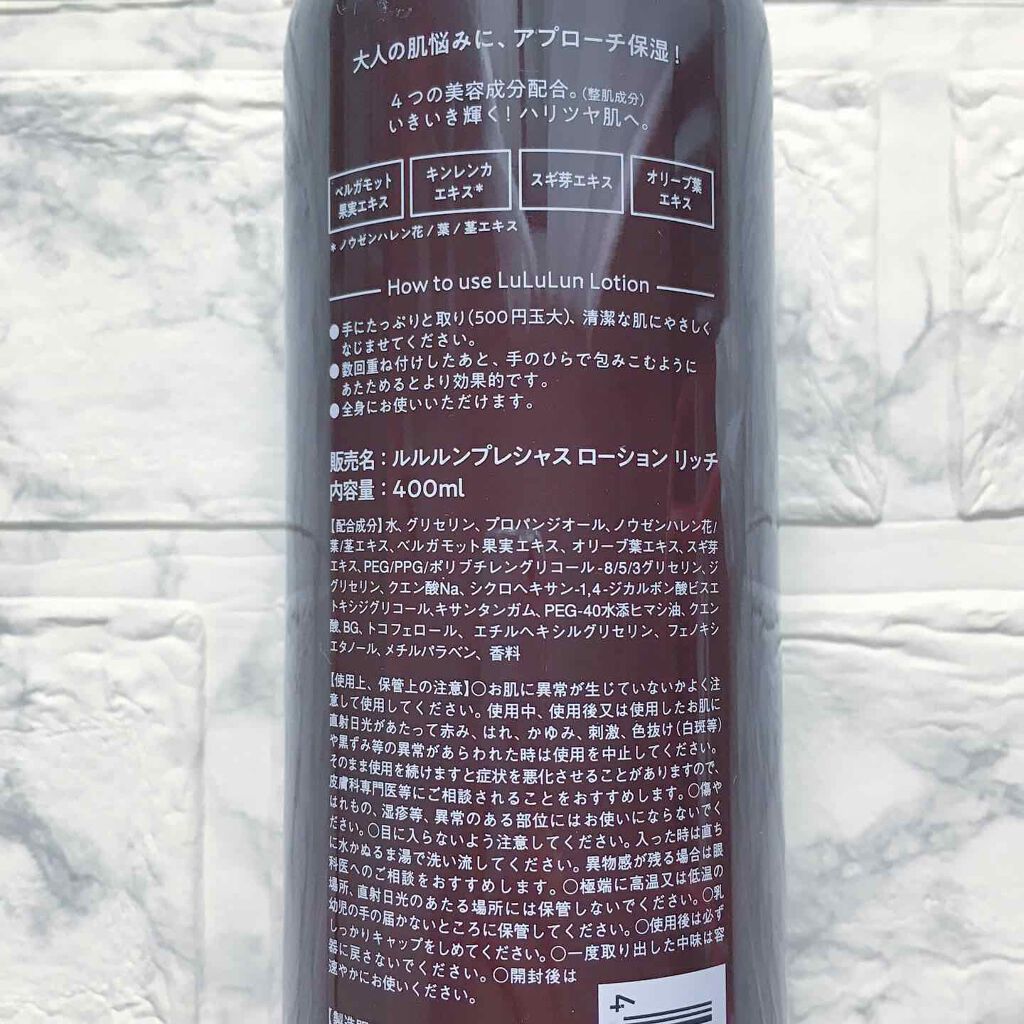 大人の肌悩みに、アプローチ保湿！
4つの美容成分配合。(整肌成分)
いきいき輝く！ハリツヤ肌へ。
ベルガモット
果実エキス
キンレンカ
エキス*
スギ芽エキス
オリーブ葉
エキス
*ノウゼンハレン花/葉/茎エキス
How to use LuLuLun Lotion
●手にたっぷりと取り(500円玉大)、清潔な肌にやさしく
なじませてください。
●数回重ね付けしたあと、手のひらで包みこむように
あたためるとより効果的です。
●全身にお使いいただけます。
販売名：ルルルンプレシャス ローション リッチ
内容量：400ml
【配合成分】水、グリセリン、プロパンジオール、ノウゼンハレン花/
葉/茎エキス、ベルガモット果実エキス、オリーブ葉エキス、スギ芽
エキス、PEG/PPG/ポリブチレングリコール-8/5/3グリセリン、ジ
グリセリン、クエン酸Na、シクロヘキサン-1,4-ジカルボン酸ビスエ
トキシジグリコール、キサンタンガム、PEG-40水添ヒマシ油、クエン
酸、BG、トコフェロール、エチルヘキシルグリセリン、フェノキシ
エタノール、メチルパラベン、香料
【使用上、保管上の注意】○お肌に異常が生じていないかよく注
意して使用してください。使用中、使用後又は使用したお肌に
直射日光があたって赤み、はれ、かゆみ、刺激、色抜け(白斑等)
や黒ずみ等の異常があらわれた時は使用を中止してください。
そのまま使用を続けますと症状を悪化させることがありますので、
皮膚科専門医等にご相談されることをおすすめします。○傷や
はれもの、湿疹等、異常のある部位にはお使いにならないでく
ださい。○目に入らないよう注意してください。入った時は直ち
に水かぬるま湯で洗い流してください。異物感が残る場合は眼
科医へのご相談をおすすめします。○極端に高温又は低温の
場所、直射日光のあたる場所には保管しないでください。○乳
幼児の手の届かないところに保管してください。○使用後は必ず
しっかりキャップをしめてください。○一度取り出した中味は容
器に戻さないでください。○開封後は
速やかにお使いください。
4